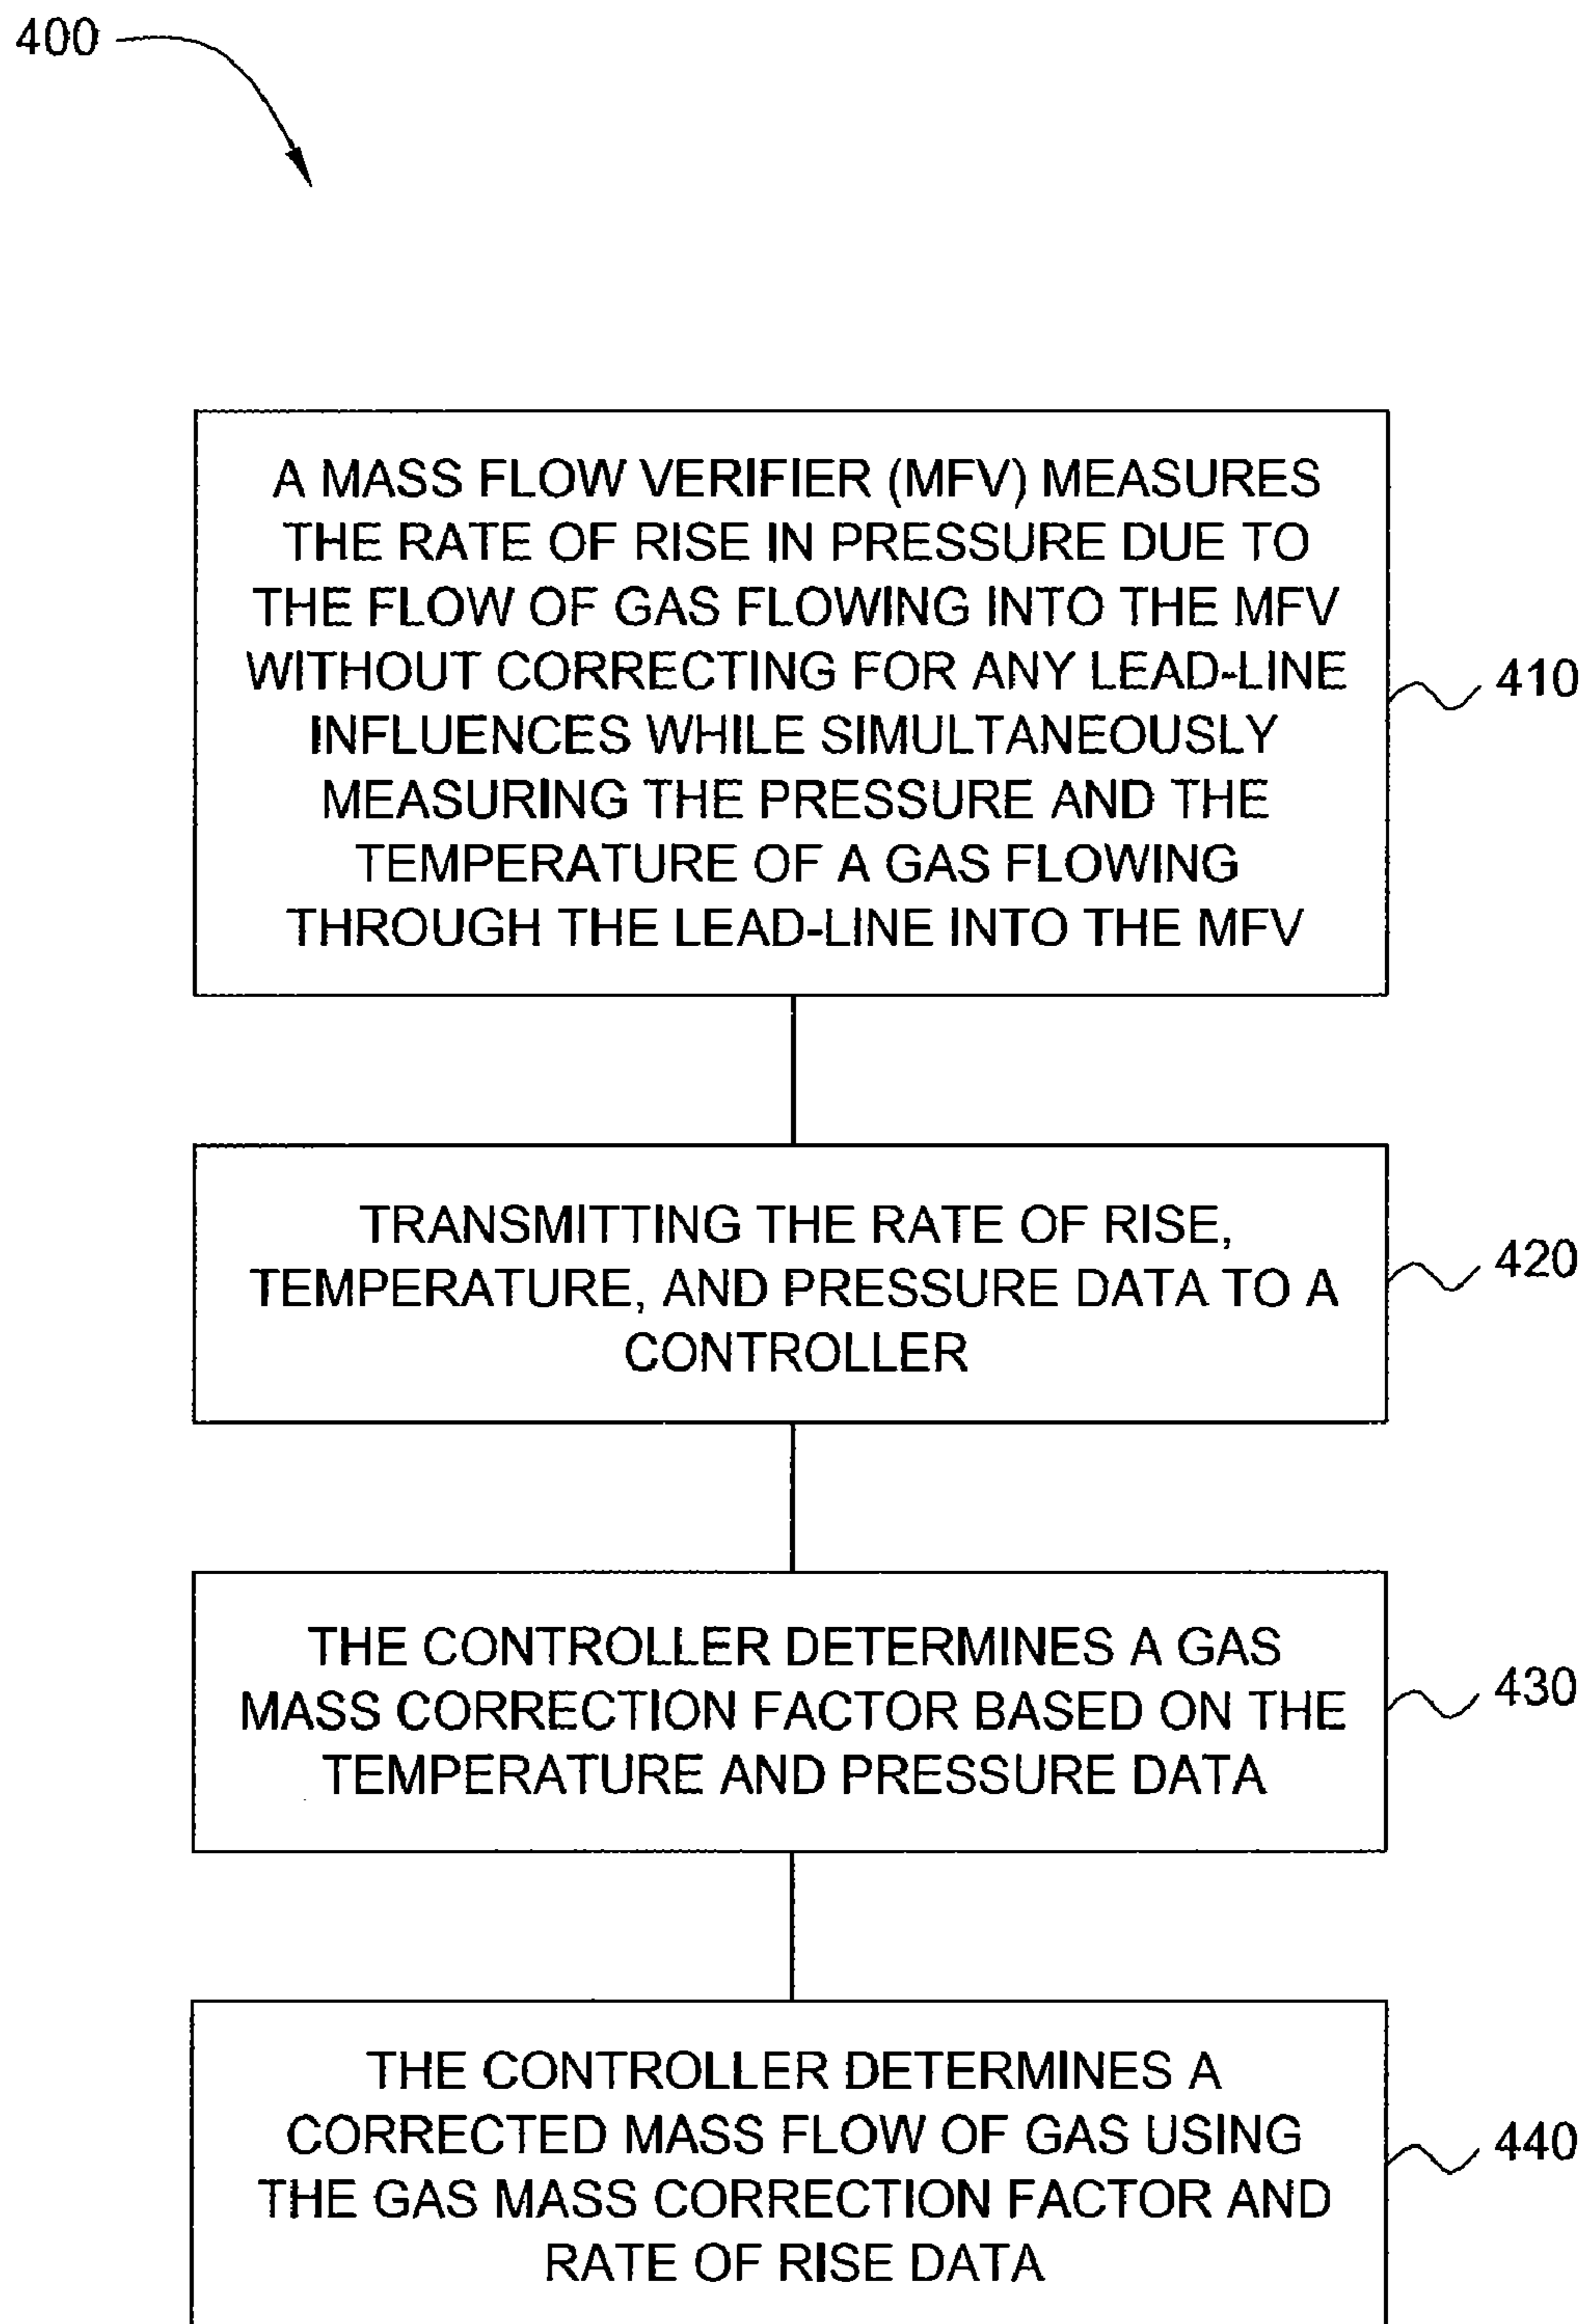 400
A MASS FLOW VERIFIER (MFV) MEASURES
THE RATE OF RISE IN PRESSURE DUE TO
THE FLOW OF GAS FLOWING INTO THE MFV
WITHOUT CORRECTING FOR ANY LEAD-LINE
INFLUENCES WHILE SIMULTANEOUSLY
MEASURING THE PRESSURE AND THE
TEMPERATURE OF A GAS FLOWING
THROUGH THE LEAD-LINE INTO THE MFV
410
TRANSMITTING THE RATE OF RISE,
TEMPERATURE, AND PRESSURE DATA TO A
CONTROLLER
420
THE CONTROLLER DETERMINES A GAS
MASS CORRECTION FACTOR BASED ON THE
TEMPERATURE AND PRESSURE DATA
430
THE CONTROLLER DETERMINES A
CORRECTED MASS FLOW OF GAS USING
THE GAS MASS CORRECTION FACTOR AND
RATE OF RISE DATA
440